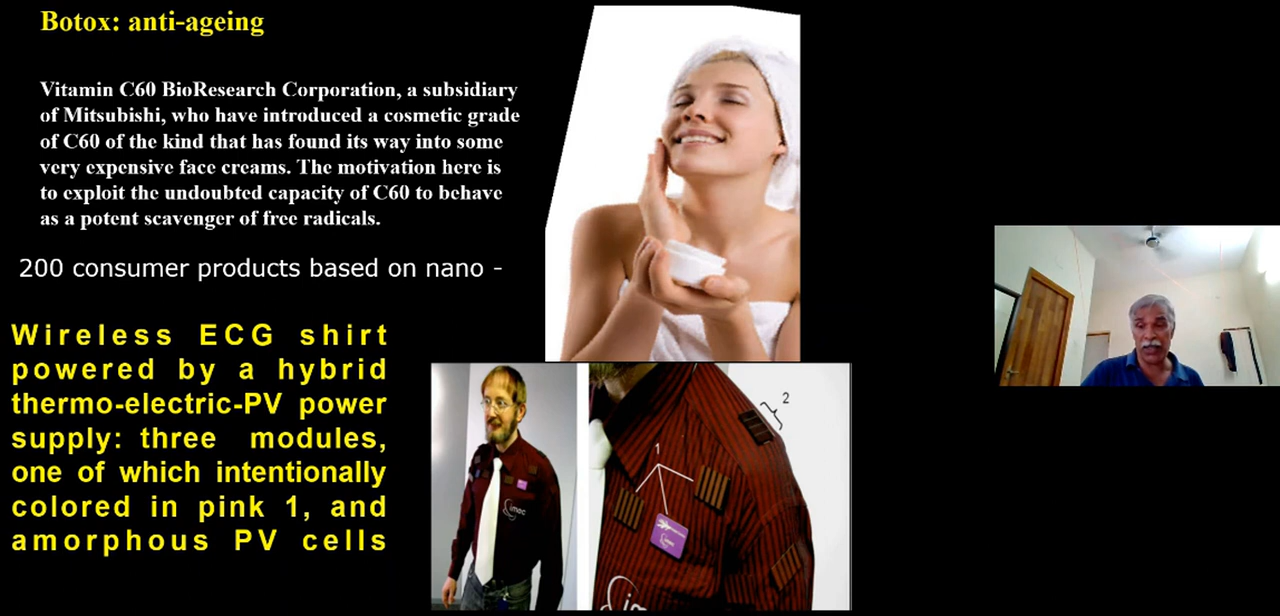 Botox: anti-ageing
Vitamin C60 BioResearch Corporation, a subsidiary
of Mitsubishi, who have introduced a cosmetic grade
of C60 of the kind that has found its way into some
very expensive face creams. The motivation here is
to exploit the undoubted capacity of C60 to behave
as a potent scavenger of free radicals.
200 consumer products based on nano -
Wireless ECG shirt
powered by a hybrid
thermo-electric-PV power
supply: three modules,
one of which intentionally
colored in pink 1, and
amorphous PV cells
imec
2
1